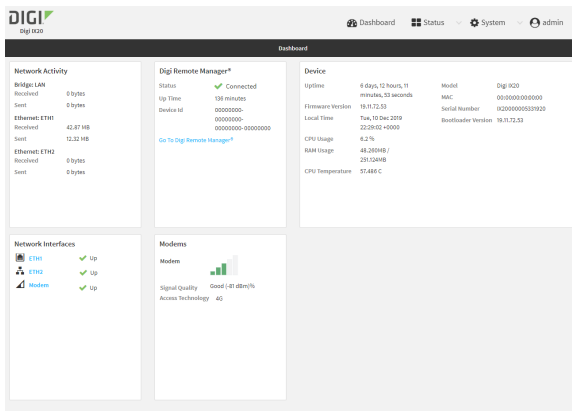 DIGI
Digi IX20
Dashboard
Status
System
admin
Dashboard
Network Activity
Bridge: LAN
Received 0 bytes
Sent 0 bytes
Ethernet: ETH1
Received 42.67 MB
Sent 12.32 MB
Ethernet: ETH2
Received 0 bytes
Sent 0 bytes
Digi Remote Manager®
Status Connected
Up Time 136 minutes
Device Id 00000000-
00000000-
00000000-00000000
Go To Digi Remote Manager®
Device
Uptime 6 days, 12 hours, 11
minutes, 53 seconds
Firmware Version 19.11.72.53
Local Time Tue, 10 Dec 2019
22:29:02 +0000
CPU Usage 6.2 %
RAM Usage 48.260MB /
251.124MB
CPU Temperature 57.486 C
Model Digi IX20
MAC 00:00:00:00:00:00
Serial Number IX20000005331920
Bootloader Version 19.11.72.53
Network Interfaces
ETH1 Up
ETH2 Up
Modem Up
Modems
Modem
Signal Quality Good (-81 dBm)%
Access Technology 4G